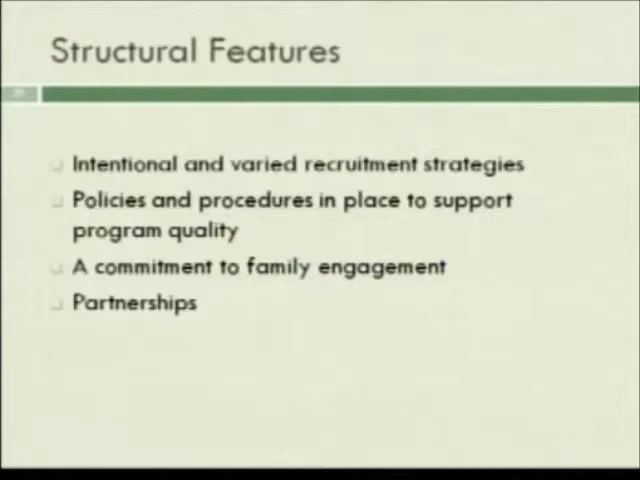 Structural Features
Intentional and varied recruitment strategies
Policies and procedures in place to support
program quality
A commitment to family engagement
Partnerships